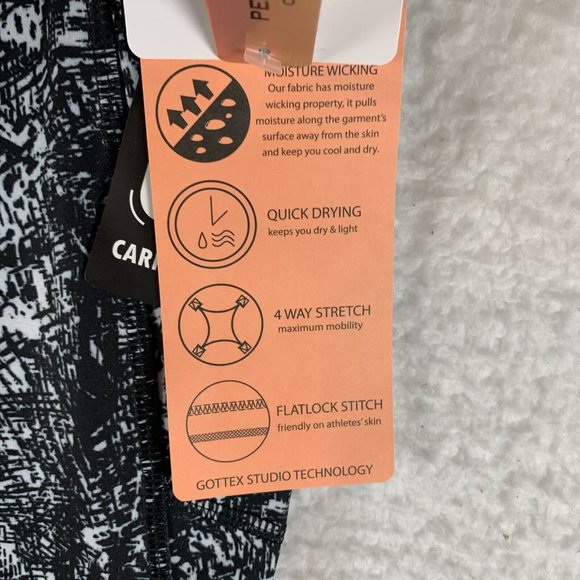 PE
MOISTURE WICKING
Our fabric has moisture
wicking property, it pulls
moisture along the garment's
surface away from the skin
and keep you cool and dry.
QUICK DRYING
keeps you dry & light
4 WAY STRETCH
maximum mobility
FLATLOCK STITCH
friendly on athletes' skin
GOTTEX STUDIO TECHNOLOGY
CARI